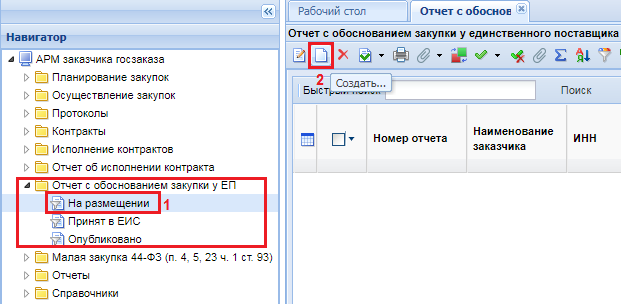 Навигатор
АРМ заказчика госзаказа
Планирование закупок
Осуществление закупок
Протоколы
Контракты
Исполнение контрактов
Отчет об исполнении контракта
Отчет с обоснованием закупки у ЕП
На размещении 1
Принят в ЕИС
Опубликовано
Малая закупка 44-ФЗ (п. 4, 5, 23 ч. 1 ст. 93)
Отчеты
Справочники
Рабочий стол
Отчет с обоснов
Отчет с обоснованием закупки у единственного поставщика
2 Создать...
Быстрый поиск Поиск
Номер отчета
Наименование заказчика
ИНН